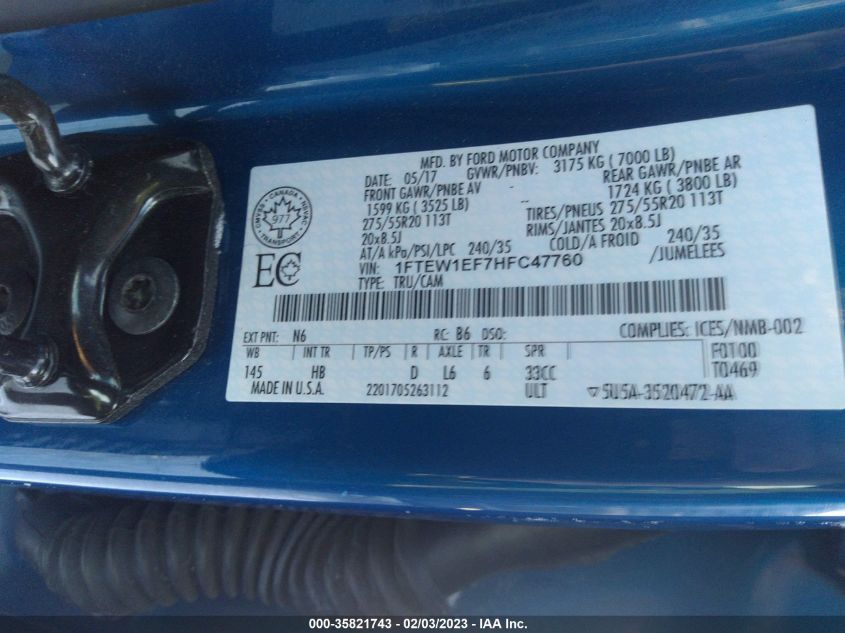 MFD. BY FORD MOTOR COMPANY
DATE: 05/17 GVWR/PNBV: 3175 KG ( 7000 LB)
FRONT GAWR/PNBE AV REAR GAWR/PNBE AR
1599 KG ( 3525 LB) 1724 KG ( 3800 LB)
275/55R20 113T TIRES/PNEUS 275/55R20 113T
20x8.5J RIMS/JANTES 20x8.5J
AT/A kPa/PSI/LPC 240/35 COLD/A FROID 240/35
VIN: 1FTEW1EF7HFC47760 /JUMELEES
TYPE: TRU/CAM
CANADA
977
TRANSPORT
EC
EXT PNT: N6 RC: B6 DSO: COMPLIES: ICES/NMB-002
WB INT TR TP/PS R AXLE TR SPR F0T00
145 HB D L6 6 33CC T0469
MADE IN U.S.A. 2201705263112 ULT 5U5A-3520472-AA
000-35821743 - 02/03/2023 - IAA Inc.